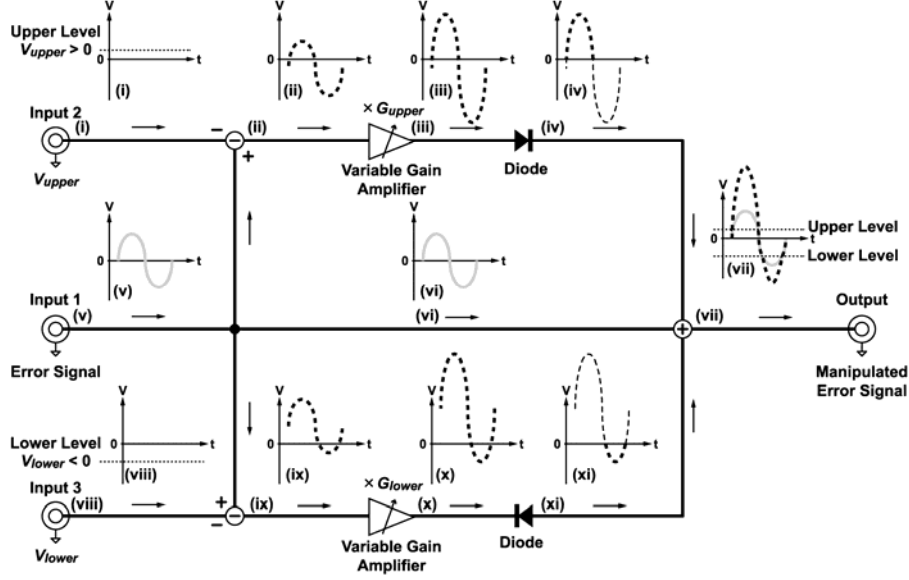 V
V
V
V
Upper Level
V_upper > 0
0
t
0
t
0
t
0
t
(i)
(ii)
(iii)
(iv)
Input 2
(i)
−
(ii)
× G_upper
(iii)
(iv)
+
Diode
V_upper
Variable Gain
Amplifier
V
V
V
Upper Level
0
t
0
t
0
t
Lower Level
(v)
(vi)
(vii)
Input 1
(v)
(vi)
+
(vii)
Output
Error Signal
Manipulated
Error Signal
V
V
V
V
Lower Level
V_lower < 0
0
t
0
t
0
t
0
t
(viii)
(ix)
(x)
(xi)
Input 3
(viii)
+
−
−
(ix)
× G_lower
(x)
(xi)
Diode
V_lower
Variable Gain
Amplifier